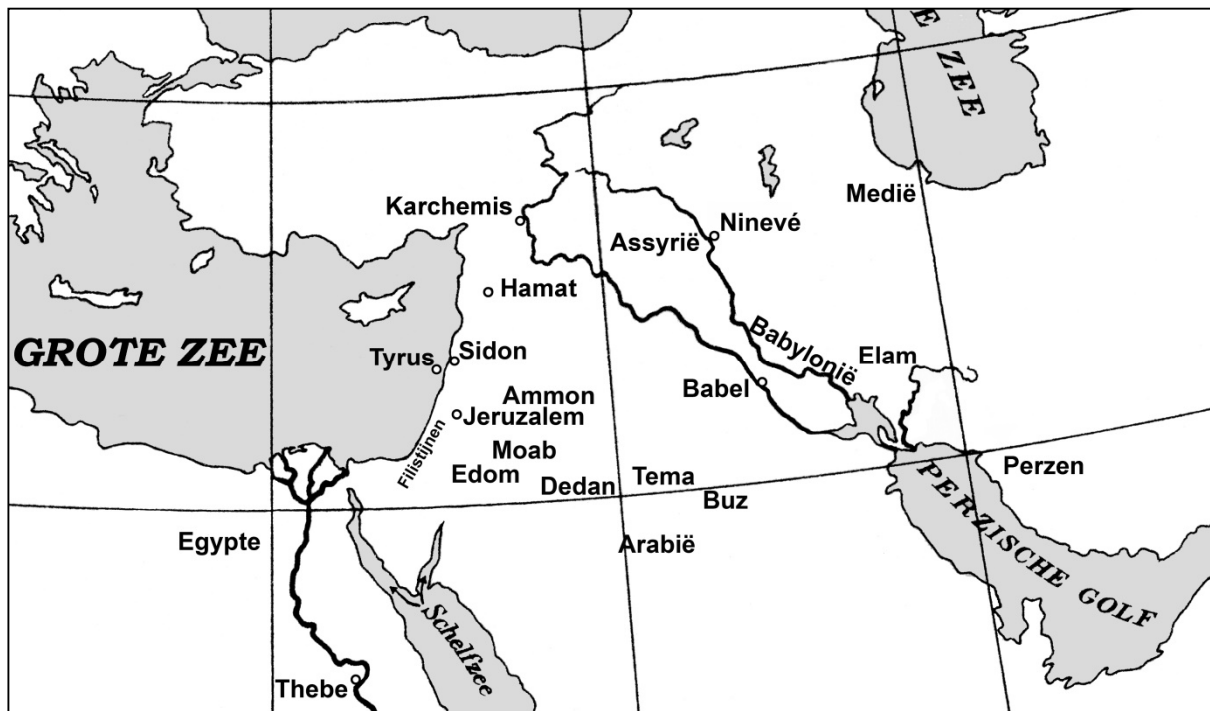 E ZEE
Medië
Karchemis
Ninevé
Assyrië
Hamat
GROTE ZEE
Sidon
Tyrus
Babylonië
Elam
Babel
Ammon
Jeruzalem
Filistijnen
Moab
Edom
Dedan
Tema
Buz
Perzen
PERZISCHE GOLF
Egypte
Arabië
Schelfzee
Thebe